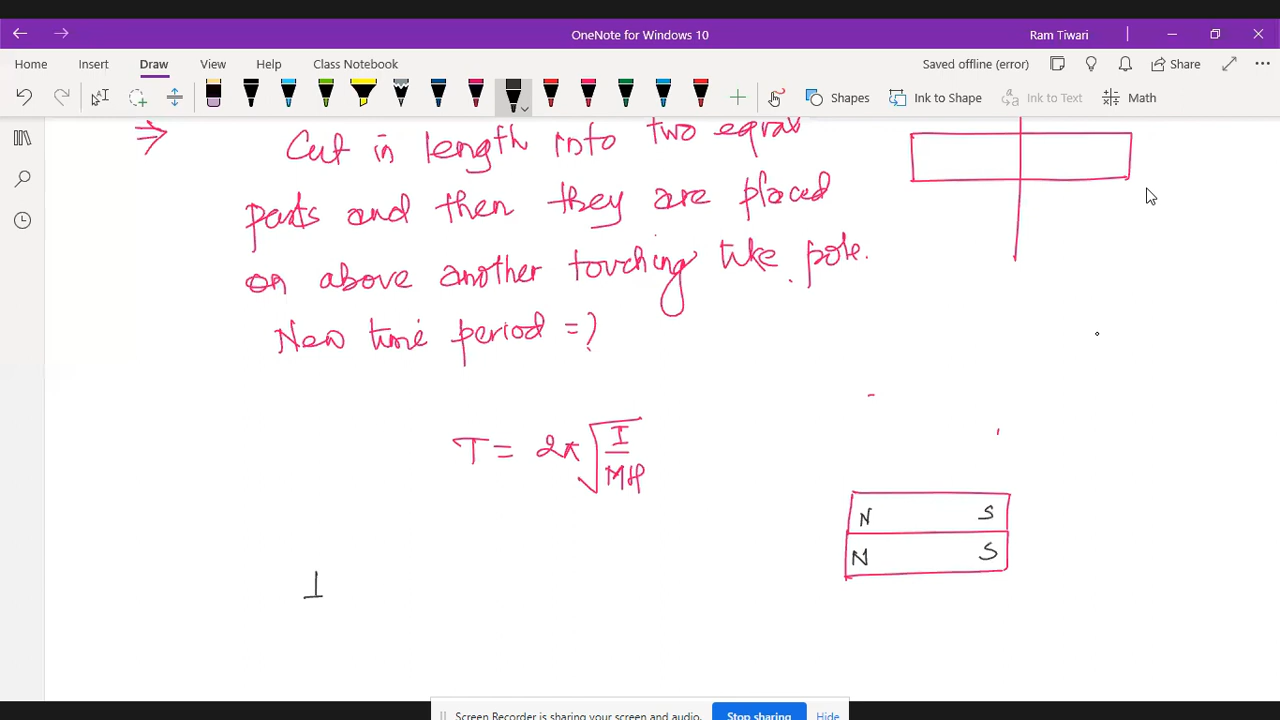 OneNote for Windows 10
Ram Tiwari
Home Insert Draw View Help Class Notebook
Saved offline (error) Share
Shapes Ink to Shape Ink to Text Math
⇒ Cut in length into two equal
parts and then they are placed
on above another touching like pole.
New time period = ?
T = 2π √(I/MH)
N S
N S
I
Screen Recorder is sharing your screen and audio. Stop sharing Hide